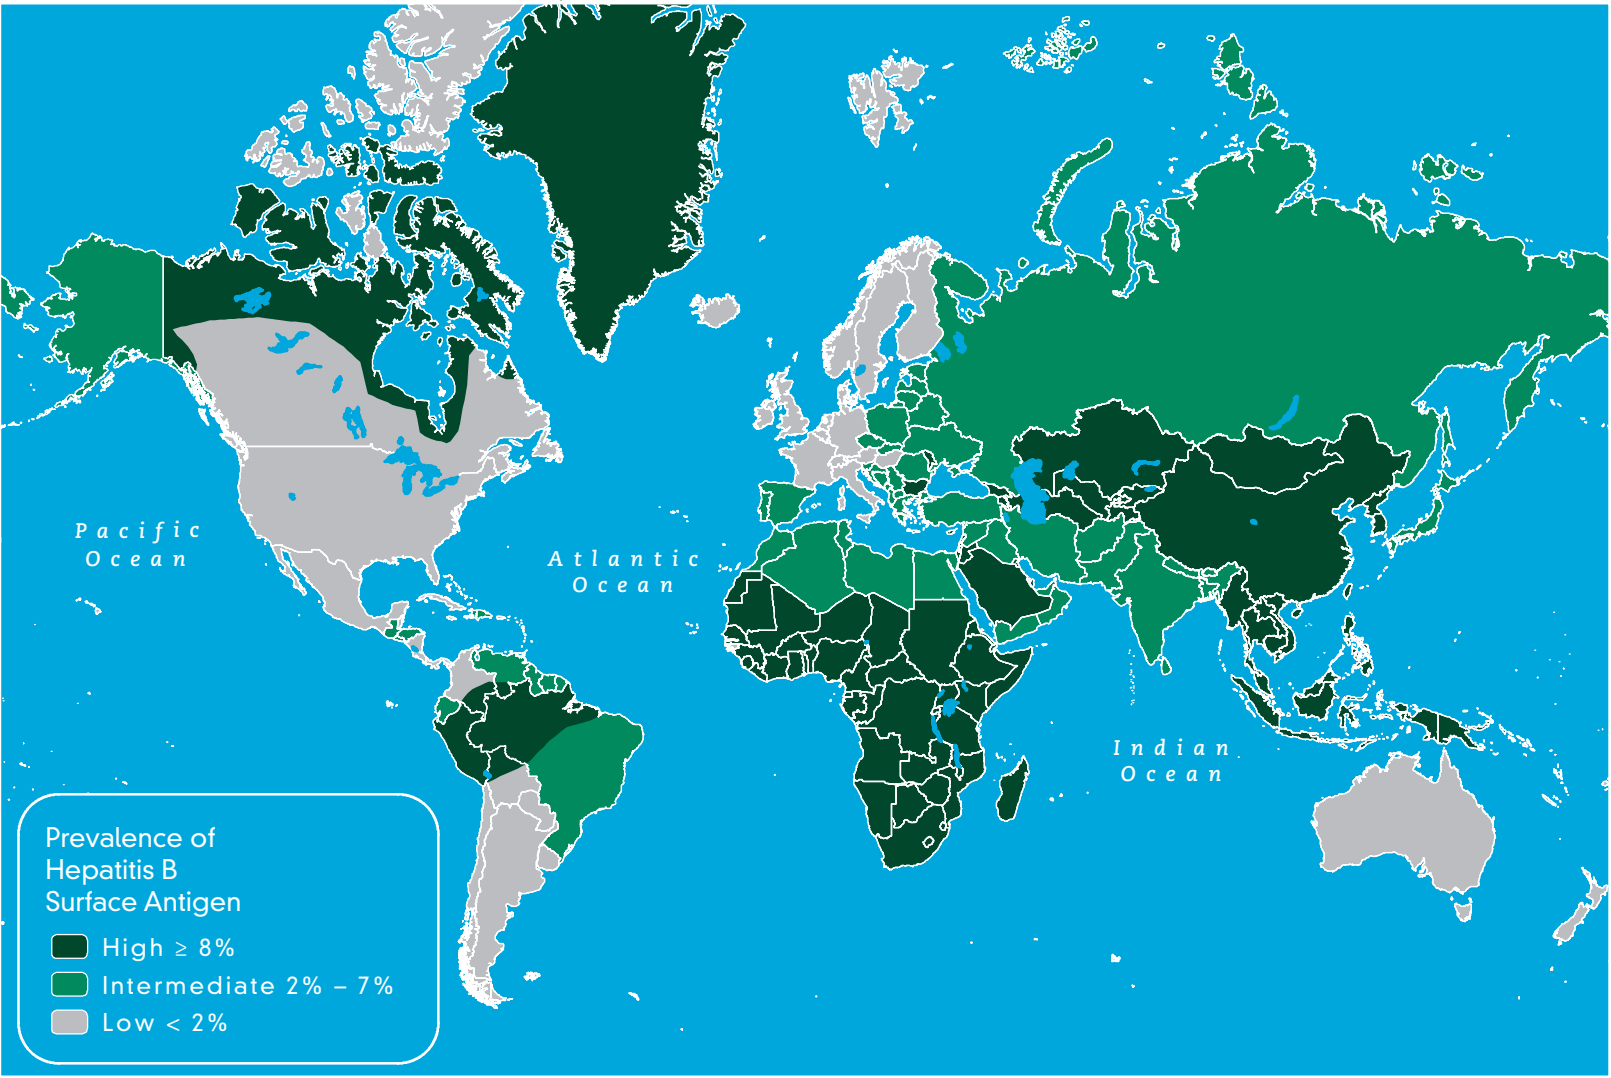 Pacific
Ocean
Atlantic
Ocean
Indian
Ocean
Prevalence of
Hepatitis B
Surface Antigen
High ≥ 8%
Intermediate 2% – 7%
Low < 2%